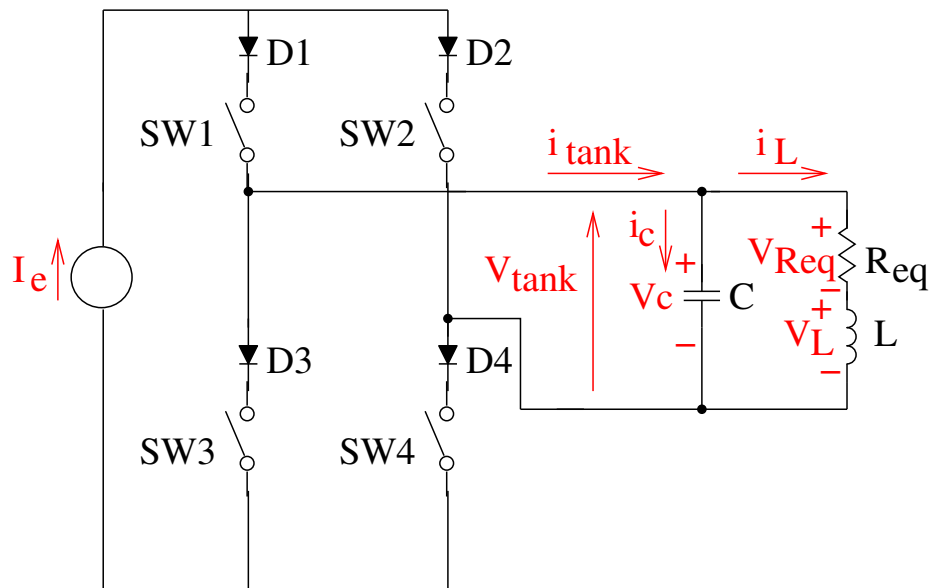 D1
D2
SW1
SW2
i tank
i L
I e
V tank
i c
+
Vc
−
C
+
V Req
−
R eq
+
V L
−
L
D3
D4
SW3
SW4